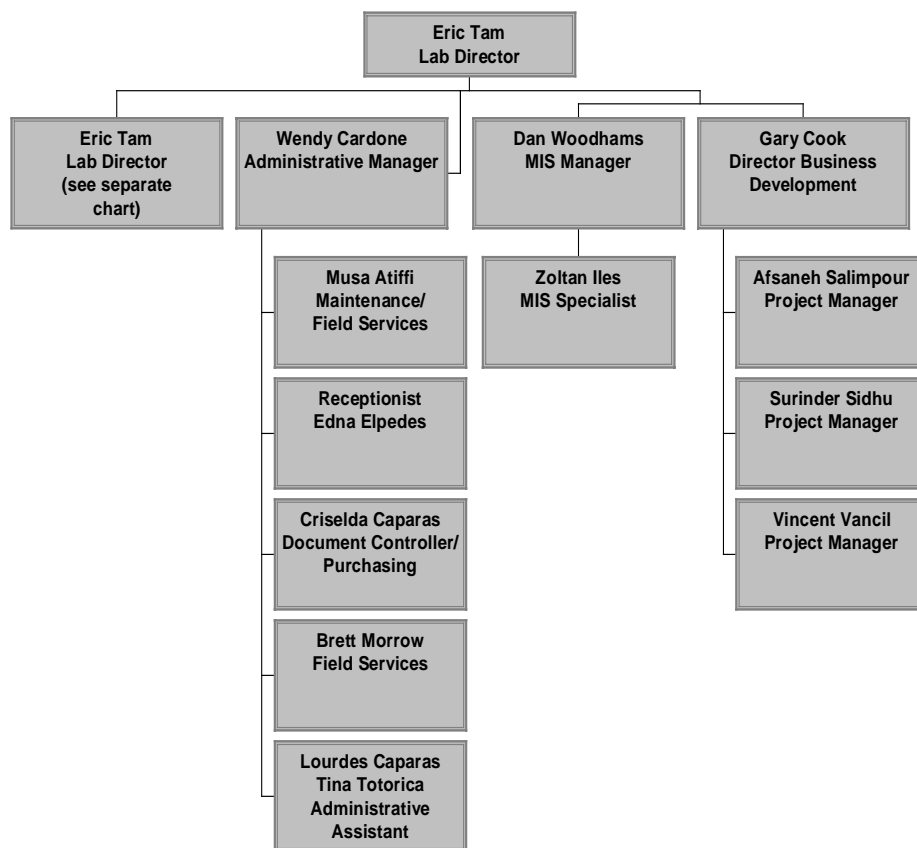 Eric Tam
Lab Director
Eric Tam
Lab Director
(see separate
chart)
Wendy Cardone
Administrative Manager
Dan Woodhams
MIS Manager
Gary Cook
Director Business
Development
Musa Atiffi
Maintenance/
Field Services
Receptionist
Edna Elpedes
Criselda Caparas
Document Controller/
Purchasing
Brett Morrow
Field Services
Lourdes Caparas
Tina Totorica
Administrative
Assistant
Zoltan Iles
MIS Specialist
Afsaneh Salimpour
Project Manager
Surinder Sidhu
Project Manager
Vincent Vancil
Project Manager